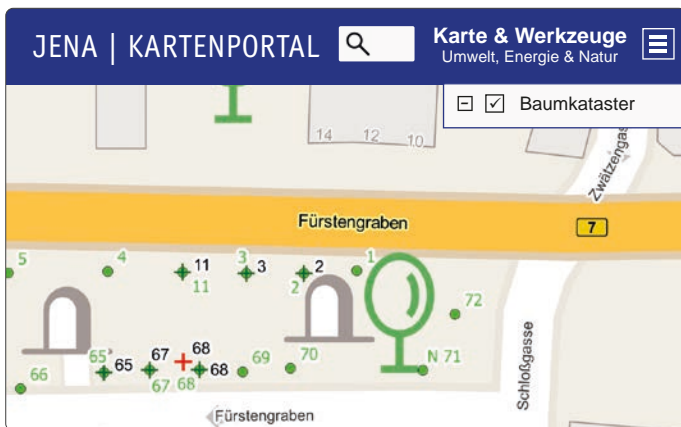 JENA | KARTENPORTAL
Karte & Werkzeuge
Umwelt, Energie & Natur
Baumkataster
14 12 10
Zwätzengas
Fürstengraben
7
5
4
11
11
3
3
2
2
1
72
65
65
67
67
68
68
68
69
70
N 71
66
Schloßgasse
Fürstengraben